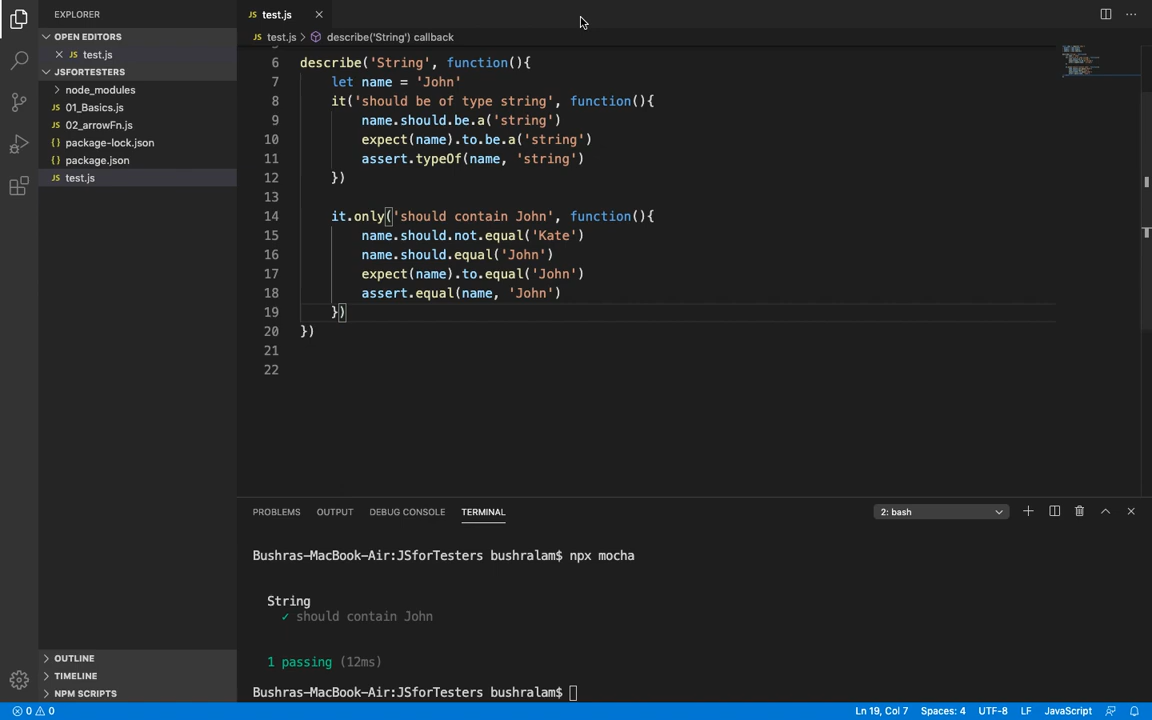 EXPLORER
OPEN EDITORS
JS test.js
JSFORTESTERS
node_modules
JS 01_Basics.js
JS 02_arrowFn.js
{} package-lock.json
{} package.json
JS test.js
OUTLINE
TIMELINE
NPM SCRIPTS
JS test.js
JS test.js > describe('String') callback
6 describe('String', function(){
7 let name = 'John'
8 it('should be of type string', function(){
9 name.should.be.a('string')
10 expect(name).to.be.a('string')
11 assert.typeOf(name, 'string')
12 })
13
14 it.only('should contain John', function(){
15 name.should.not.equal('Kate')
16 name.should.equal('John')
17 expect(name).to.equal('John')
18 assert.equal(name, 'John')
19 })
20 })
21
22
PROBLEMS OUTPUT DEBUG CONSOLE TERMINAL 2: bash
Bushras-MacBook-Air:JSforTesters bushralam$ npx mocha
String
✓ should contain John
1 passing (12ms)
Bushras-MacBook-Air:JSforTesters bushralam$
0 0 Ln 19, Col 7 Spaces: 4 UTF-8 LF JavaScript